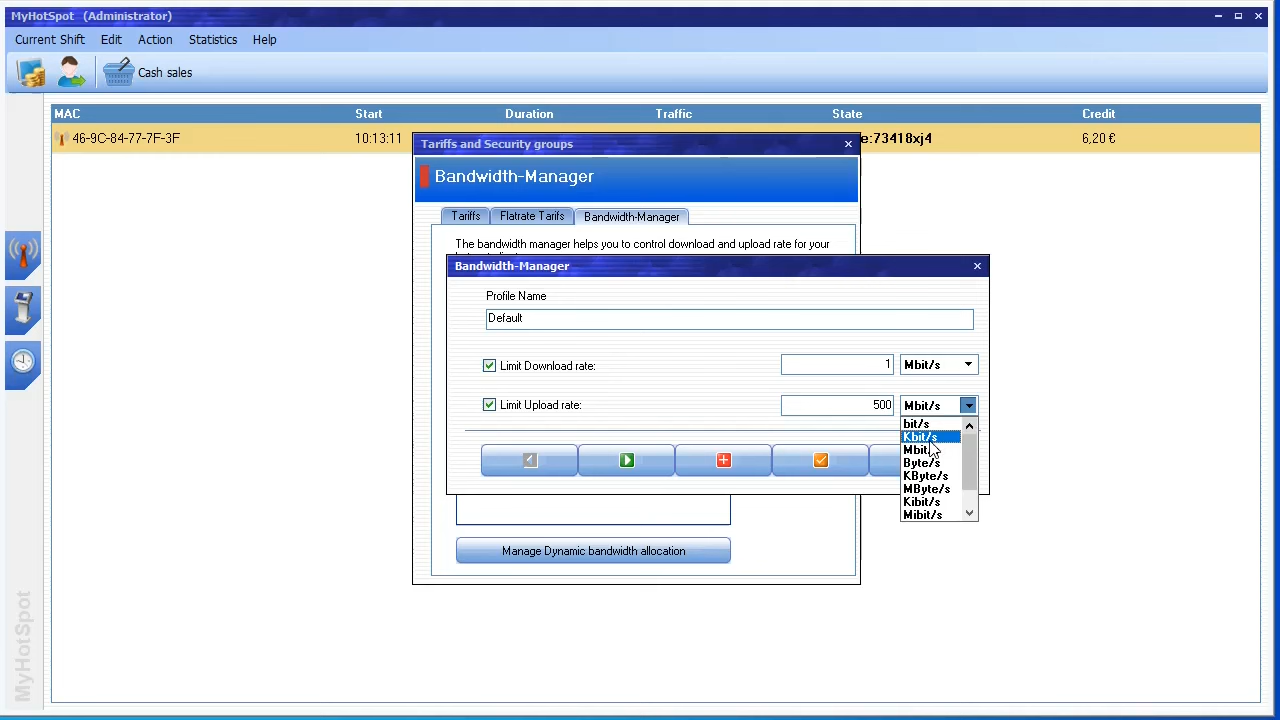 MyHotSpot (Administrator)
Current Shift Edit Action Statistics Help
Cash sales
MAC Start Duration Traffic State Credit
46-9C-84-77-7F-3F 10:13:11 e:73418xj4 6,20 €
Tariffs and Security groups
Bandwidth-Manager
Tariffs Flatrate Tarifs Bandwidth-Manager
The bandwidth manager helps you to control download and upload rate for your
Bandwidth-Manager
Profile Name
Default
Limit Download rate: 1 Mbit/s
Limit Upload rate: 500 Mbit/s
bit/s
Kbit/s
Mbit/
Byte/s
KByte/s
MByte/s
Kibit/s
Mibit/s
Manage Dynamic bandwidth allocation
MyHotSpot